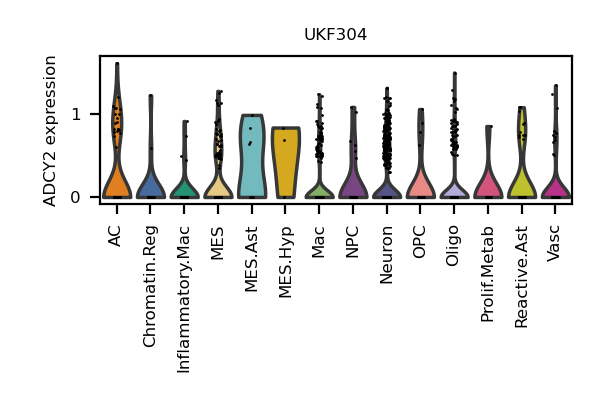 UKF304
ADCY2 expression
1
0
AC
Chromatin.Reg
Inflammatory.Mac
MES
MES.Ast
MES.Hyp
Mac
NPC
Neuron
OPC
Oligo
Prolif.Metab
Reactive.Ast
Vasc